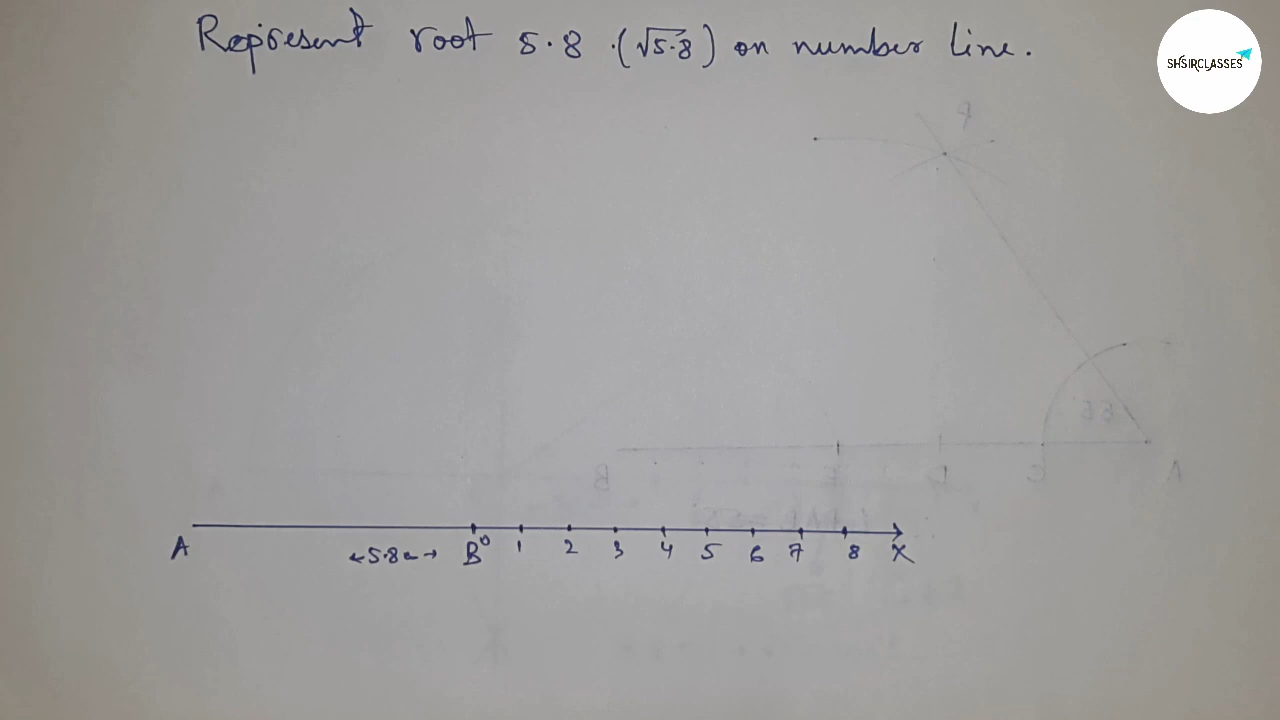 Represent root 5.8 (√5.8) on number line.
SHSIRCLASSES
A ←5.8cm→ B 0 1 2 3 4 5 6 7 8 X